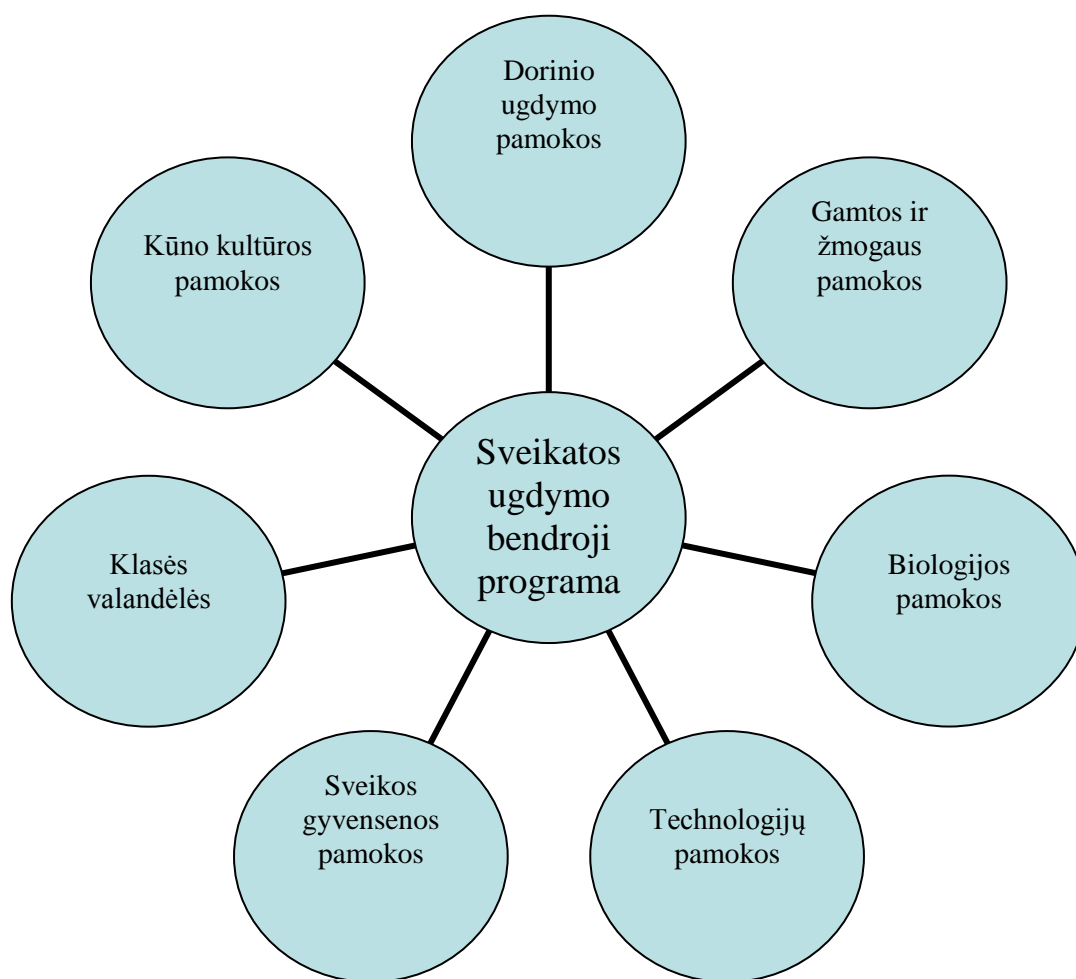 Dorinio
ugdymo
pamokos
Gamtos ir
žmogaus
pamokos
Kūno kultūros
pamokos
Sveikatos
ugdymo
bendroji
programa
Klasės
valandėlės
Biologijos
pamokos
Sveikos
gyvensenos
pamokos
Technologijų
pamokos